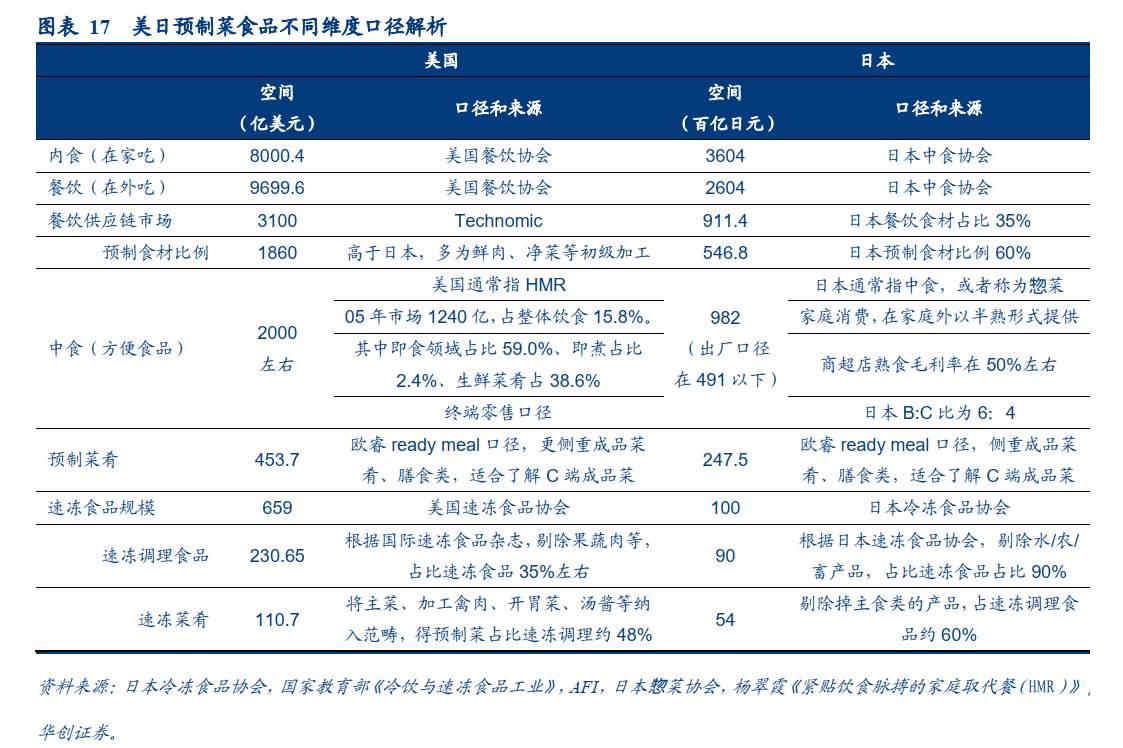 图表 17 美日预制菜食品不同维度口径解析
美国 日本
空间 空间
（亿美元） 口径和来源 （百亿日元） 口径和来源
内食（在家吃） 8000.4 美国餐饮协会 3604 日本中食协会
餐饮（在外吃） 9699.6 美国餐饮协会 2604 日本中食协会
餐饮供应链市场 3100 Technomic 911.4 日本餐饮食材占比 35%
预制食材比例 1860 高于日本，多为鲜肉、净菜等初级加工 546.8 日本预制食材比例 60%
中食（方便食品）
2000
左右
美国通常指 HMR
05 年市场 1240 亿，占整体饮食 15.8%。
其中即食领域占比 59.0%、即煮占比
2.4%、生鲜菜肴占 38.6%
终端零售口径
982
（出厂口径
在 491 以下）
日本通常指中食，或者称为惣菜
家庭消费，在家庭外以半熟形式提供
商超店熟食毛利率在 50%左右
日本 B:C 比为 6：4
预制菜肴
453.7
欧睿 ready meal 口径，更侧重成品菜
肴、膳食类，适合了解 C 端成品菜
247.5
欧睿 ready meal 口径，侧重成品菜
肴、膳食类，适合了解 C 端成品菜
速冻食品规模 659 美国速冻食品协会 100 日本冷冻食品协会
速冻调理食品
230.65
根据国际速冻食品杂志，剔除果蔬肉等，
占比速冻食品 35%左右
90
根据日本速冻食品协会，剔除水/农/
畜产品，占比速冻食品占比 90%
速冻菜肴
110.7
将主菜、加工禽肉、开胃菜、汤酱等纳
入范畴，得预制菜占比速冻调理约 48%
54
剔除掉主食类的产品，占速冻调理食
品约 60%
资料来源：日本冷冻食品协会，国家教育部《冷饮与速冻食品工业》，AFI，日本惣菜协会，杨翠霞《紧贴饮食脉搏的家庭取代餐（HMR）》，
华创证券。